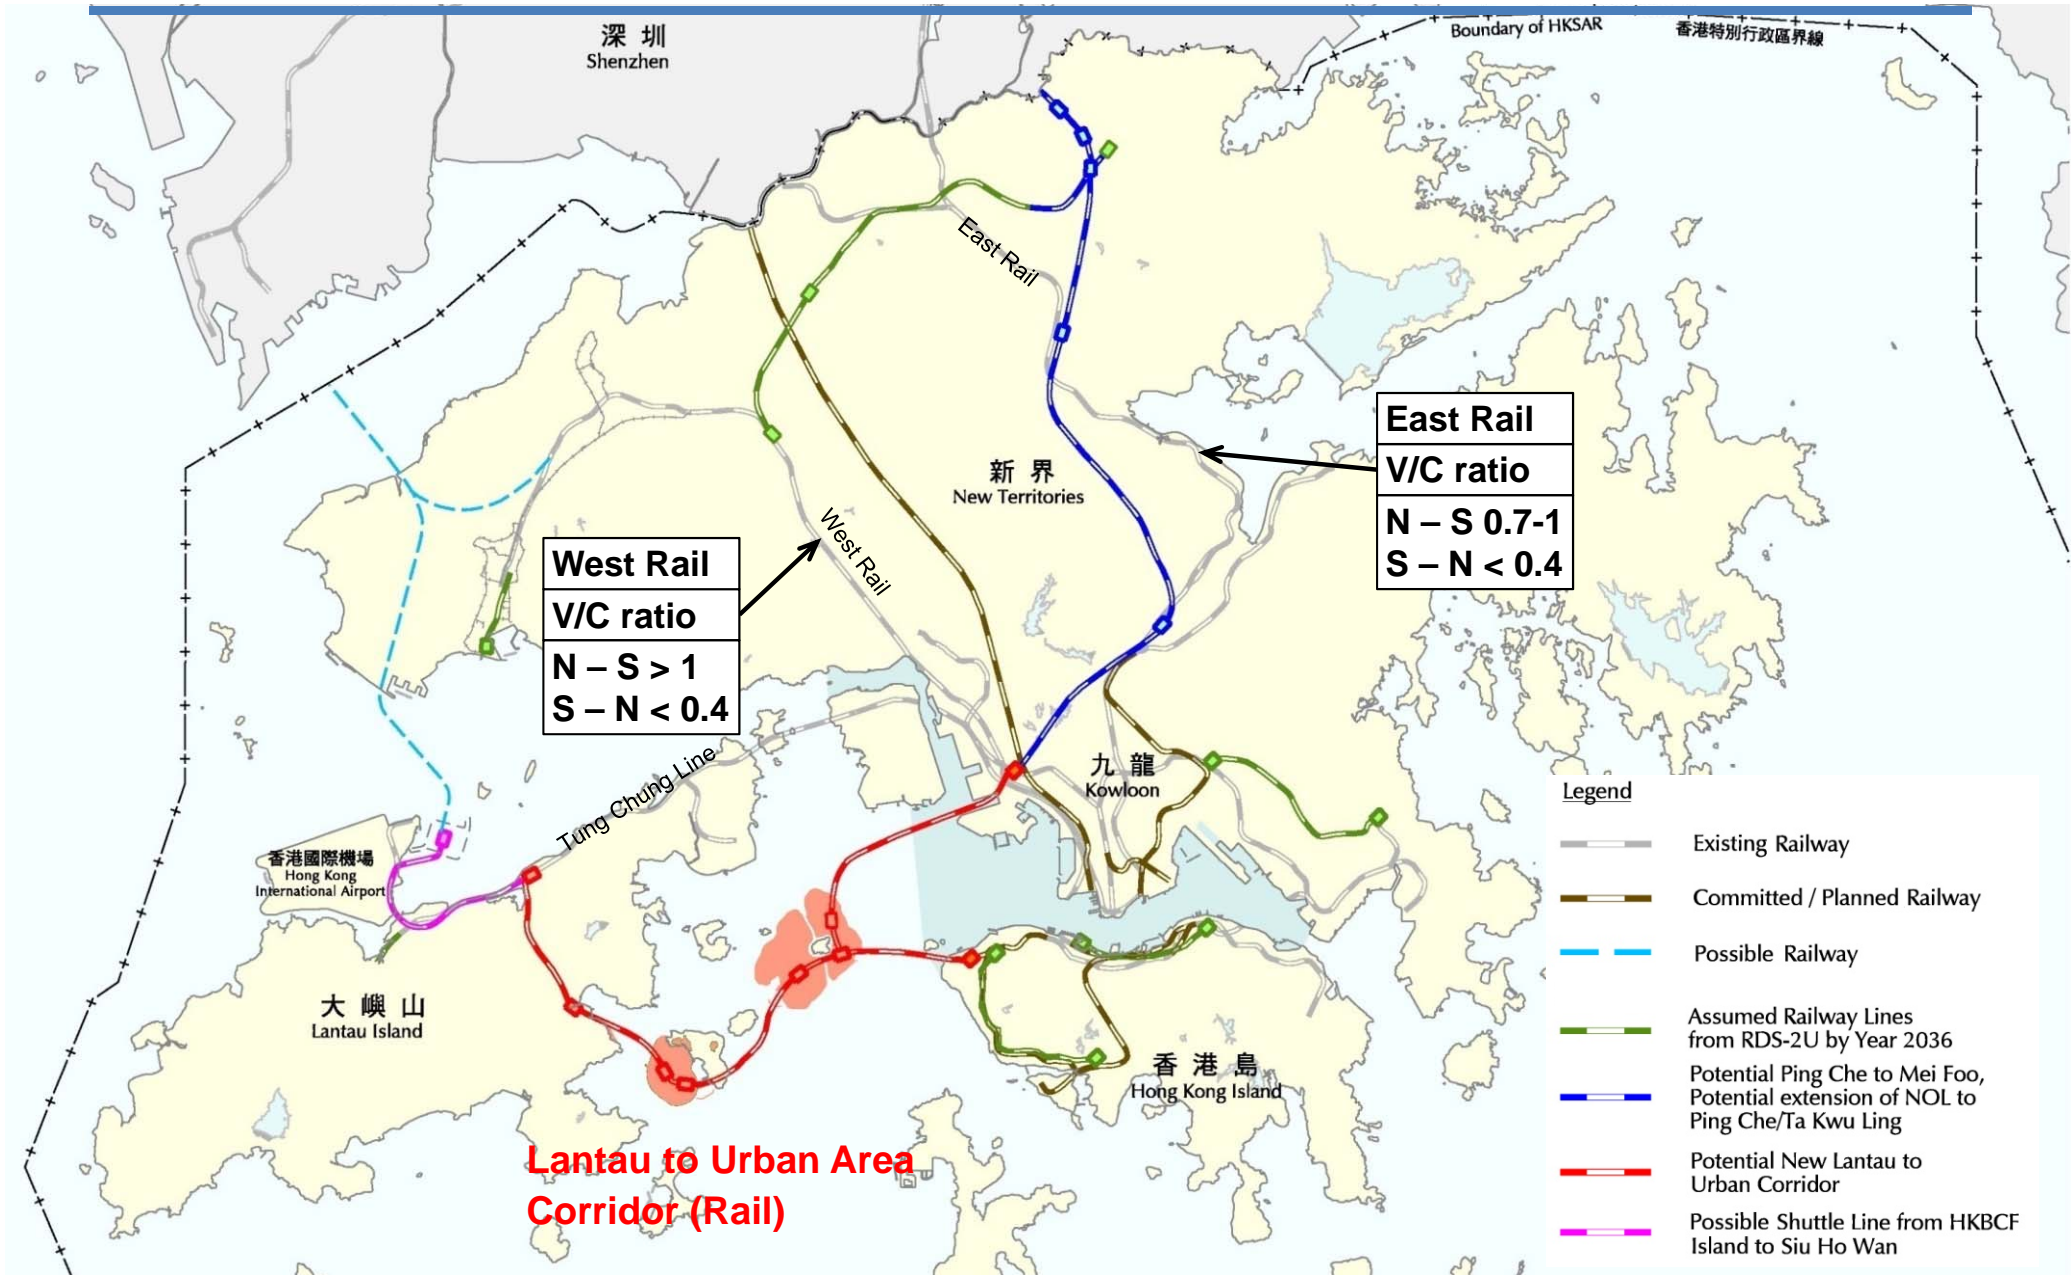 深 圳
Shenzhen
Boundary of HKSAR
香港特別行政區界線
East Rail
新 界
New Territories
East Rail
V/C ratio
N – S 0.7-1
S – N < 0.4
West Rail
West Rail
V/C ratio
N – S > 1
S – N < 0.4
Tung Chung Line
九 龍
Kowloon
香港國際機場
Hong Kong
International Airport
大 嶼 山
Lantau Island
香 港 島
Hong Kong Island
Lantau to Urban Area
Corridor (Rail)
Legend
Existing Railway
Committed / Planned Railway
Possible Railway
Assumed Railway Lines
from RDS-2U by Year 2036
Potential Ping Che to Mei Foo,
Potential extension of NOL to
Ping Che/Ta Kwu Ling
Potential New Lantau to
Urban Corridor
Possible Shuttle Line from HKBCF
Island to Siu Ho Wan